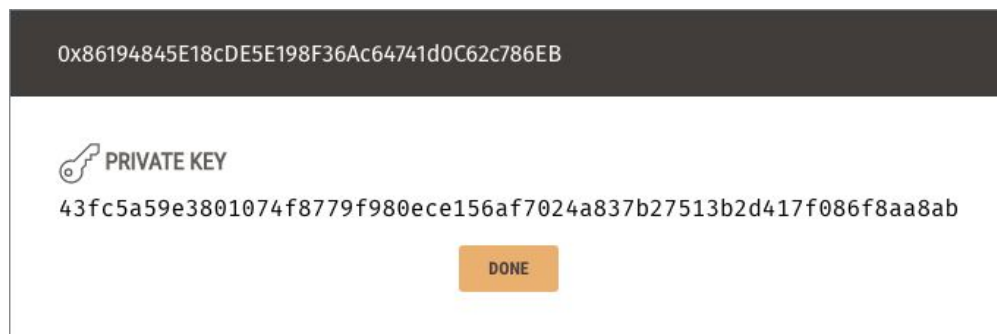 0x86194845E18cDE5E198F36Ac64741d0C62c786EB
PRIVATE KEY
43fc5a59e3801074f8779f980ece156af7024a837b27513b2d417f086f8aa8ab
DONE